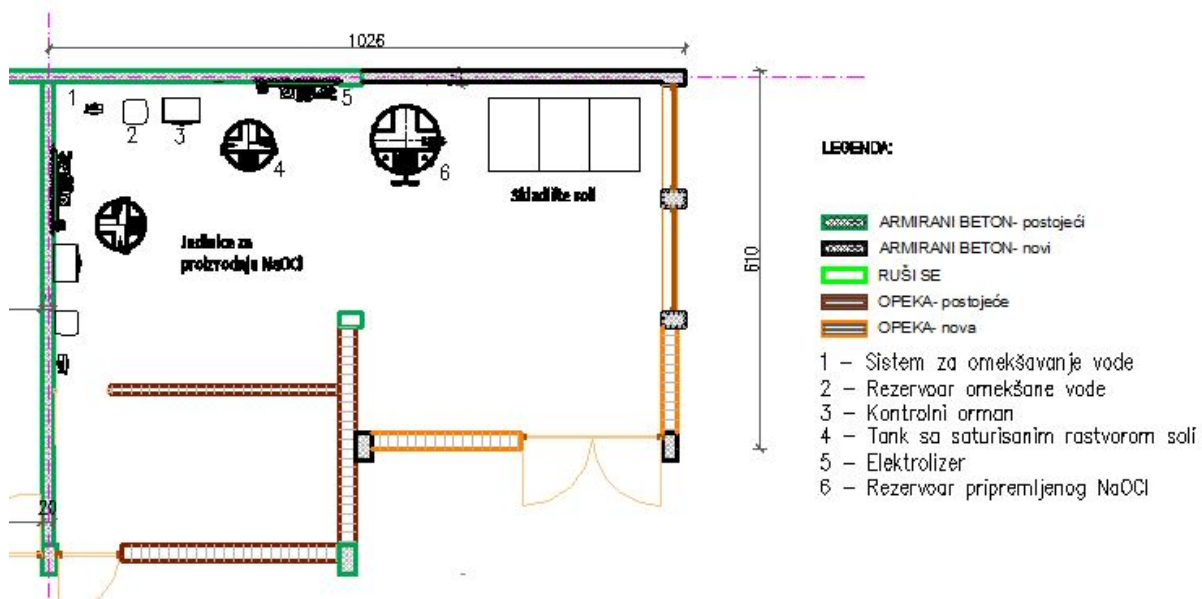 1026
1
2
3
4
5
6
Skladište soli
Jedinice za
proizvodnju NaOCl
610
20
LEGENDA:
ARMIRANI BETON- postojeći
ARMIRANI BETON- novi
RUŠI SE
OPEKA- postojeće
OPEKA- nova
1 – Sistem za omekšavanje vode
2 – Rezervoar omekšane vode
3 – Kontrolni orman
4 – Tank sa saturisanim rastvorom soli
5 – Elektrolizer
6 – Rezervoar pripremljenog NaOCl